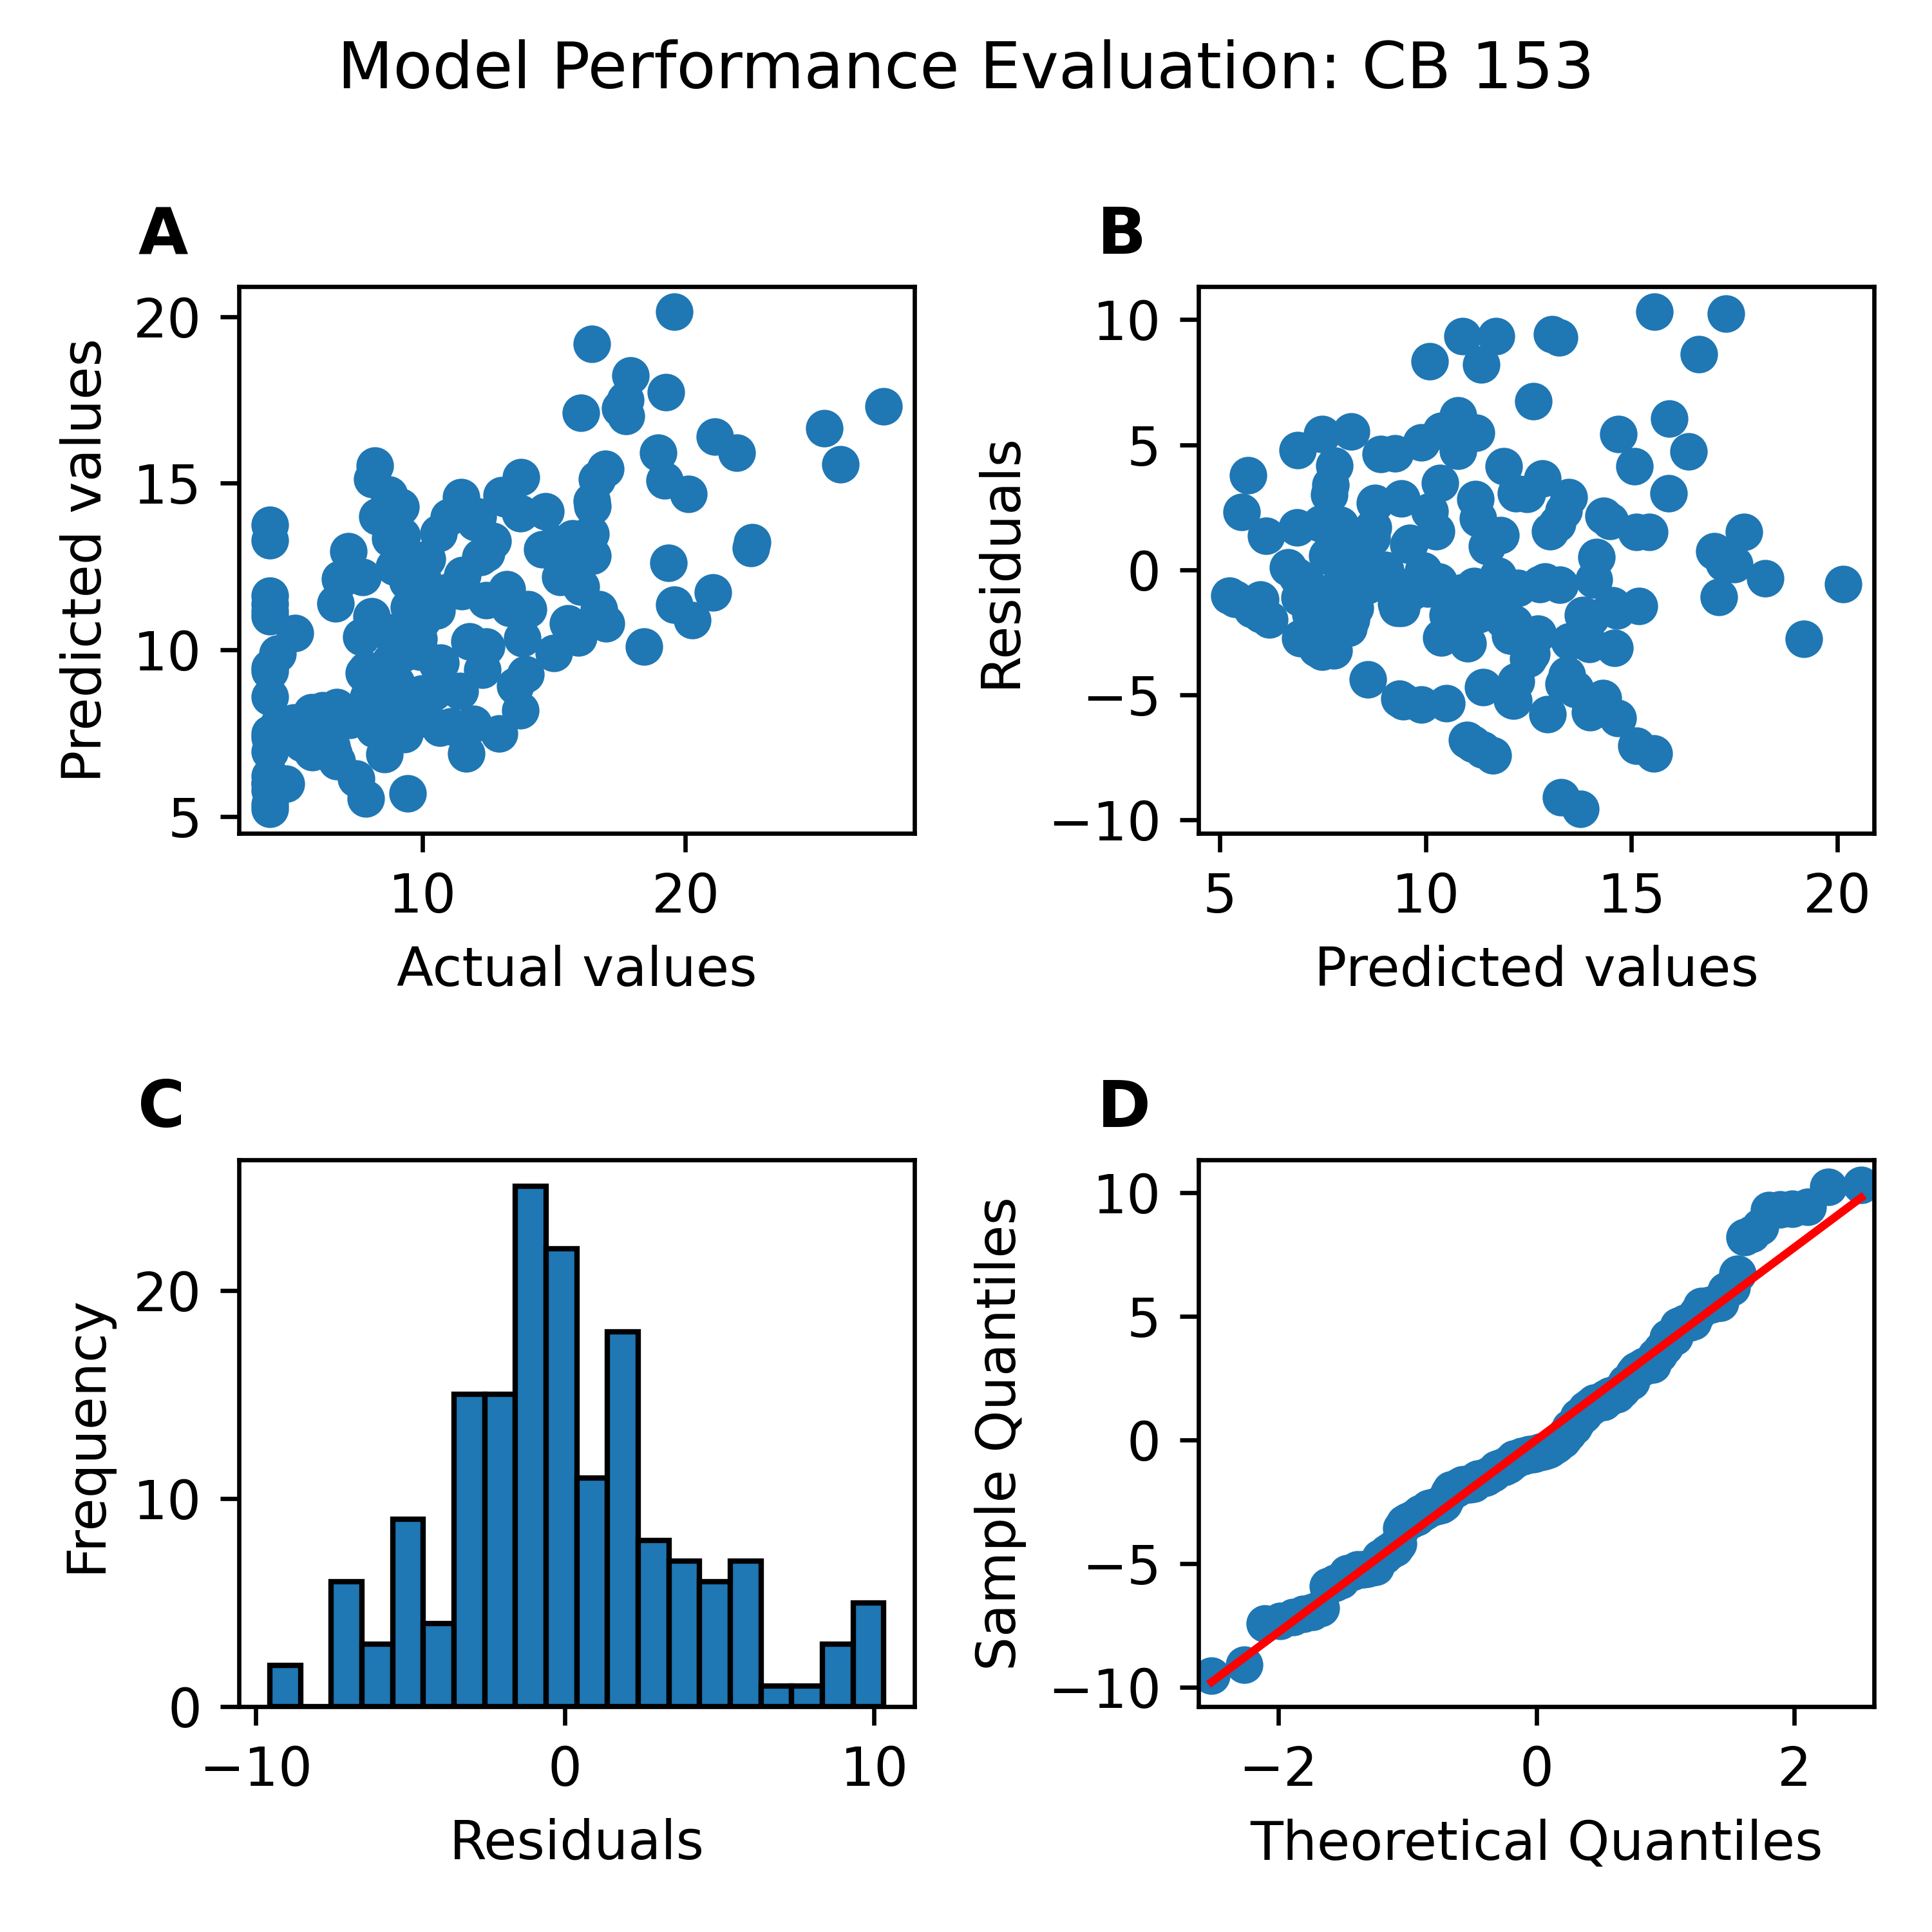 Model Performance Evaluation: CB 153
A
B
20
15
10
5
Predicted values
10 20
Actual values
10
5
0
−5
−10
Residuals
5 10 15 20
Predicted values
C
D
20
10
0
Frequency
−10 0 10
Residuals
10
5
0
−5
−10
Sample Quantiles
−2 0 2
Theoretical Quantiles